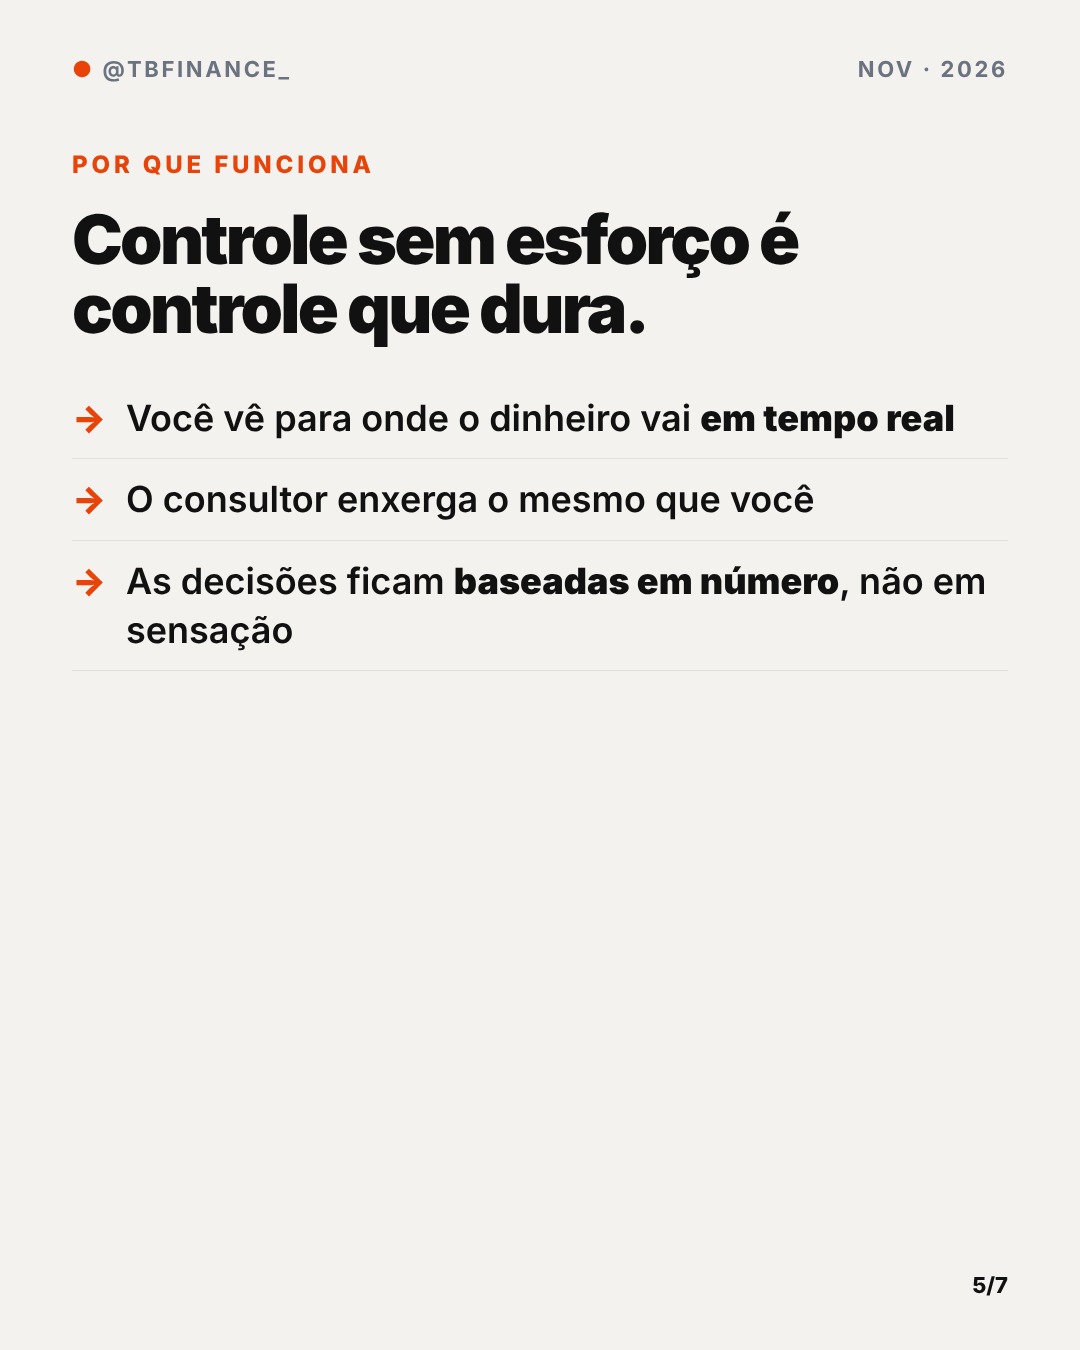 @TBFINANCE_
NOV · 2026
POR QUE FUNCIONA
Controle sem esforço é
controle que dura.
→ Você vê para onde o dinheiro vai em tempo real
→ O consultor enxerga o mesmo que você
→ As decisões ficam baseadas em número, não em
sensação
5/7